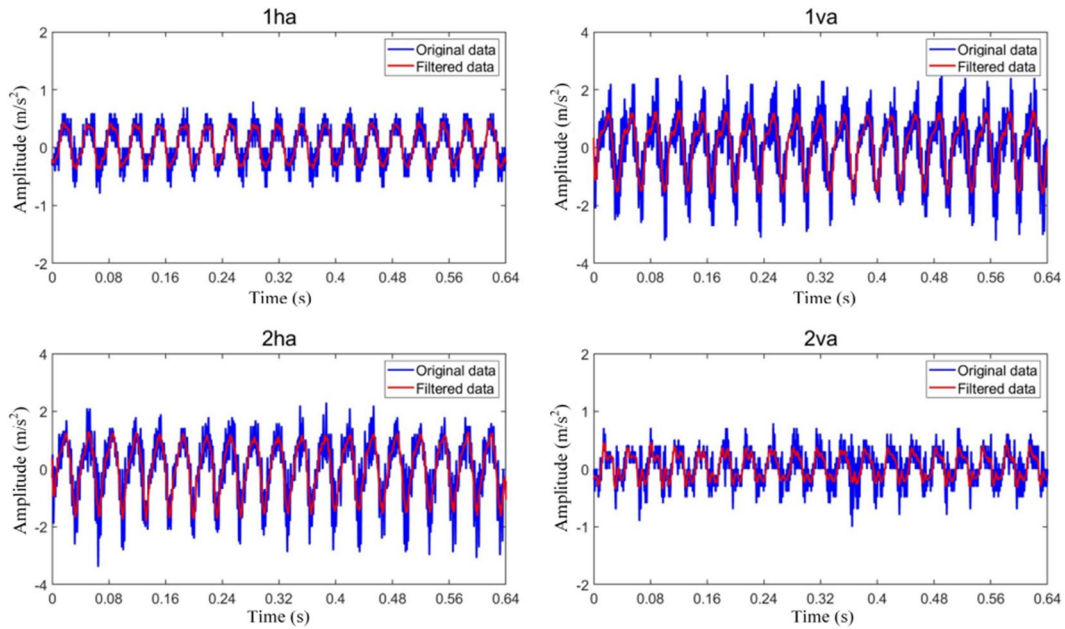 1ha
2
1
0
-1
-2
Amplitude (m/s²)
Original data
Filtered data
0 0.08 0.16 0.24 0.32 0.4 0.48 0.56 0.64
Time (s)
1va
4
2
0
-2
-4
Amplitude (m/s²)
Original data
Filtered data
0 0.08 0.16 0.24 0.32 0.4 0.48 0.56 0.64
Time (s)
2ha
4
2
0
-2
-4
Amplitude (m/s²)
Original data
Filtered data
0 0.08 0.16 0.24 0.32 0.4 0.48 0.56 0.64
Time (s)
2va
2
1
0
-1
-2
Amplitude (m/s²)
Original data
Filtered data
0 0.08 0.16 0.24 0.32 0.4 0.48 0.56 0.64
Time (s)